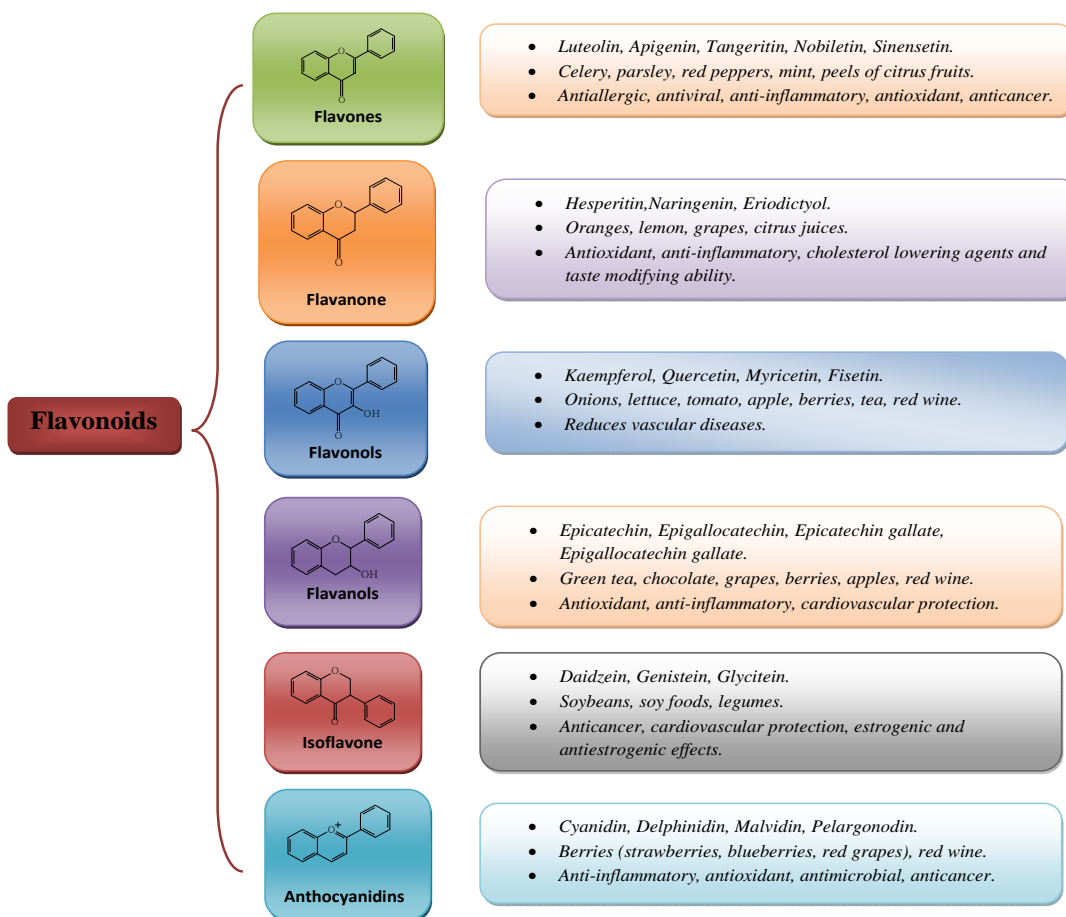 O
O
Flavones
• Luteolin, Apigenin, Tangeritin, Nobiletin, Sinensetin.
• Celery, parsley, red peppers, mint, peels of citrus fruits.
• Antiallergic, antiviral, anti-inflammatory, antioxidant, anticancer.
O
O
Flavanone
• Hesperitin,Naringenin, Eriodictyol.
• Oranges, lemon, grapes, citrus juices.
• Antioxidant, anti-inflammatory, cholesterol lowering agents and
taste modifying ability.
Flavonoids
O
OH
O
Flavonols
• Kaempferol, Quercetin, Myricetin, Fisetin.
• Onions, lettuce, tomato, apple, berries, tea, red wine.
• Reduces vascular diseases.
O
OH
Flavanols
• Epicatechin, Epigallocatechin, Epicatechin gallate,
Epigallocatechin gallate.
• Green tea, chocolate, grapes, berries, apples, red wine.
• Antioxidant, anti-inflammatory, cardiovascular protection.
O
O
Isoflavone
• Daidzein, Genistein, Glycitein.
• Soybeans, soy foods, legumes.
• Anticancer, cardiovascular protection, estrogenic and
antiestrogenic effects.
O+
Anthocyanidins
• Cyanidin, Delphinidin, Malvidin, Pelargonodin.
• Berries (strawberries, blueberries, red grapes), red wine.
• Anti-inflammatory, antioxidant, antimicrobial, anticancer.